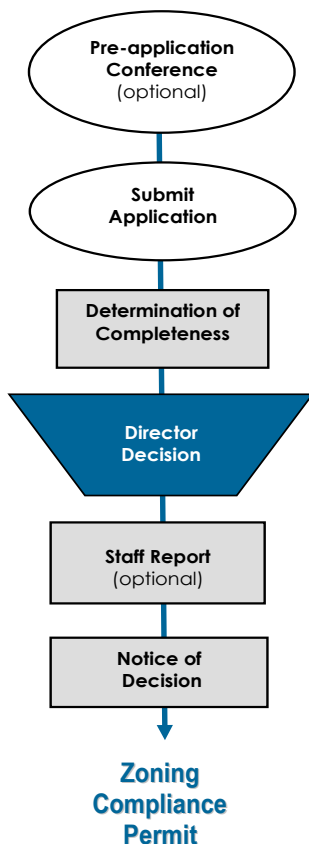 Pre-application
Conference
(optional)
Submit
Application
Determination of
Completeness
Director
Decision
Staff Report
(optional)
Notice of
Decision
Zoning
Compliance
Permit